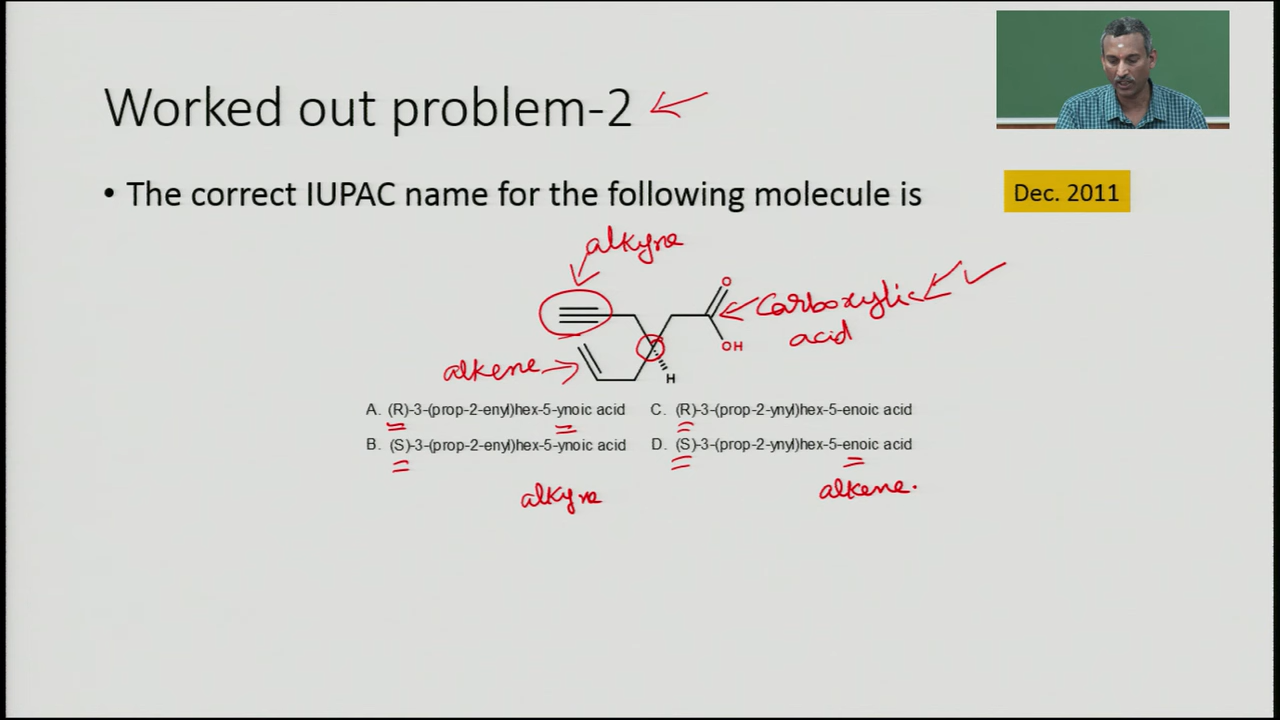 Worked out problem-2
• The correct IUPAC name for the following molecule is
Dec. 2011
alkyne
O
Carboxylic
acid
OH
alkene
H
A. (R)-3-(prop-2-enyl)hex-5-ynoic acid
C. (R)-3-(prop-2-ynyl)hex-5-enoic acid
B. (S)-3-(prop-2-enyl)hex-5-ynoic acid
D. (S)-3-(prop-2-ynyl)hex-5-enoic acid
alkyne
alkene.